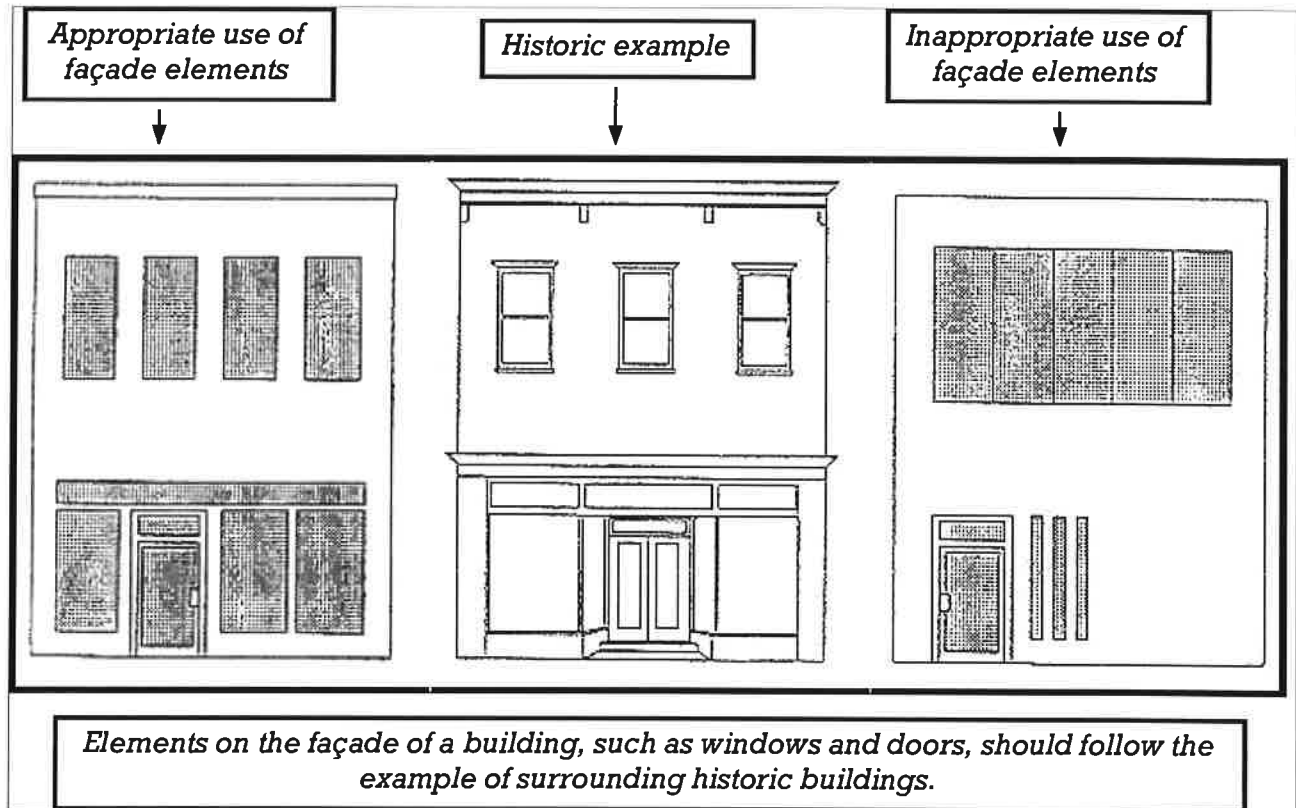 Appropriate use of
façade elements
Historic example
Inappropriate use of
façade elements
Elements on the façade of a building, such as windows and doors, should follow the
example of surrounding historic buildings.